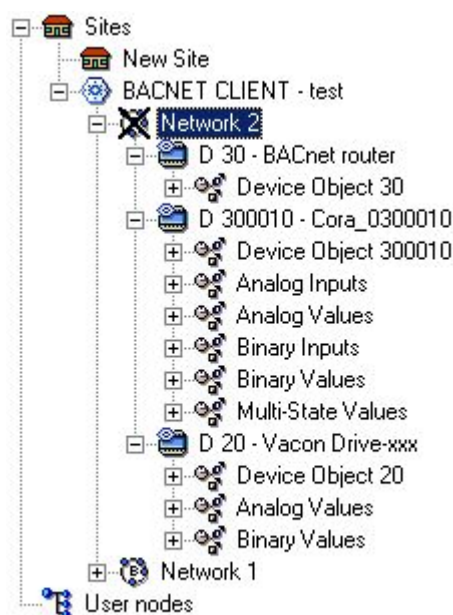 Sites
New Site
BACNET CLIENT - test
Network 2
D 30 - BACnet router
Device Object 30
D 300010 - Cora_0300010
Device Object 300010
Analog Inputs
Analog Values
Binary Inputs
Binary Values
Multi-State Values
D 20 - Vacon Drive-xxx
Device Object 20
Analog Values
Binary Values
Network 1
User nodes